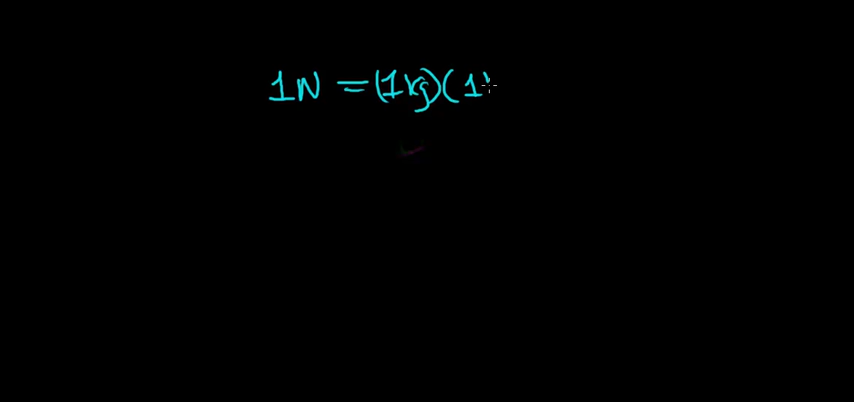 1N = (1kg)(1